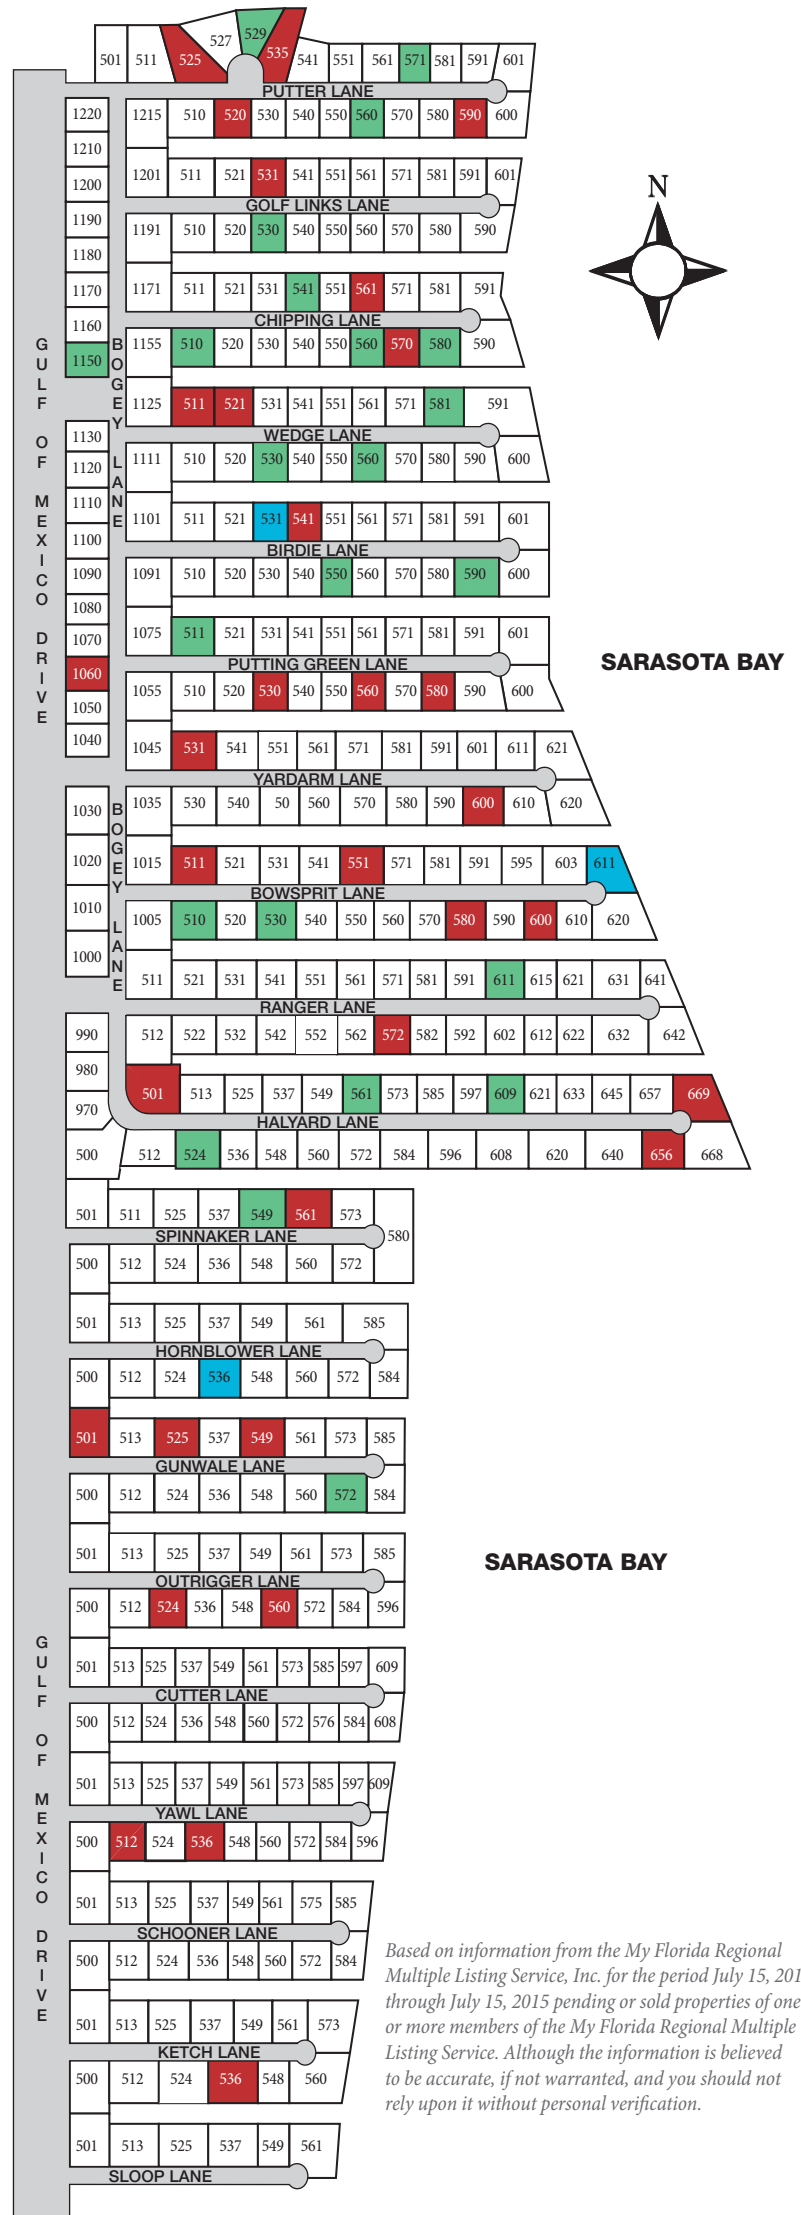 501 511 525 527 529 535 541 551 561 571 581 591 601
PUTTER LANE
1220 1215 510 520 530 540 550 560 570 580 590 600
1210
1200 1201 511 521 531 541 551 561 571 581 591 601
GOLF LINKS LANE
1190 1191 510 520 530 540 550 560 570 580 590
1180
1170 1171 511 521 531 541 551 561 571 581 591
CHIPPING LANE
1160
1150 1155 510 520 530 540 550 560 570 580 590
1125 511 521 531 541 551 561 571 581 591
WEDGE LANE
1130
1120 1111 510 520 530 540 550 560 570 580 590 600
1110
1100 1101 511 521 531 541 551 561 571 581 591 601
BIRDIE LANE
1090 1091 510 520 530 540 550 560 570 580 590 600
1080
1070 1075 511 521 531 541 551 561 571 581 591 601
PUTTING GREEN LANE
1060
1050 1055 510 520 530 540 550 560 570 580 590 600
1040 1045 531 541 551 561 571 581 591 601 611 621
YARDARM LANE
1030 1035 530 540 50 560 570 580 590 600 610 620
1020 1015 511 521 531 541 551 571 581 591 595 603 611
BOWSPRIT LANE
1010 1005 510 520 530 540 550 560 570 580 590 600 610 620
1000
511 521 531 541 551 561 571 581 591 611 615 621 631 641
RANGER LANE
990 512 522 532 542 552 562 572 582 592 602 612 622 632 642
980
970 501 513 525 537 549 561 573 585 597 609 621 633 645 657 669
HALYARD LANE
500 512 524 536 548 560 572 584 596 608 620 640 656 668
501 511 525 537 549 561 573 580
SPINNAKER LANE
500 512 524 536 548 560 572
501 513 525 537 549 561 585
HORNBLOWER LANE
500 512 524 536 548 560 572 584
501 513 525 537 549 561 573 585
GUNWALE LANE
500 512 524 536 548 560 572 584
501 513 525 537 549 561 573 585
OUTRIGGER LANE
500 512 524 536 548 560 572 584 596
501 513 525 537 549 561 573 585 597 609
CUTTER LANE
500 512 524 536 548 560 572 576 584 608
501 513 525 537 549 561 573 585 597 609
YAWL LANE
500 512 524 536 548 560 572 584 596
501 513 525 537 549 561 575 585
SCHOONER LANE
500 512 524 536 548 560 572 584
501 513 525 537 549 561 573
KETCH LANE
500 512 524 536 548 560
501 513 525 537 549 561
SLOOP LANE
GULF OF MEXICO DRIVE
GULF OF MEXICO DRIVE
BOGEY LANE
BOGEY LANE
N
SARASOTA BAY
SARASOTA BAY
Based on information from the My Florida Regional
Multiple Listing Service, Inc. for the period July 15, 201
through July 15, 2015 pending or sold properties of one
or more members of the My Florida Regional Multiple
Listing Service. Although the information is believed
to be accurate, if not warranted, and you should not
rely upon it without personal verification.